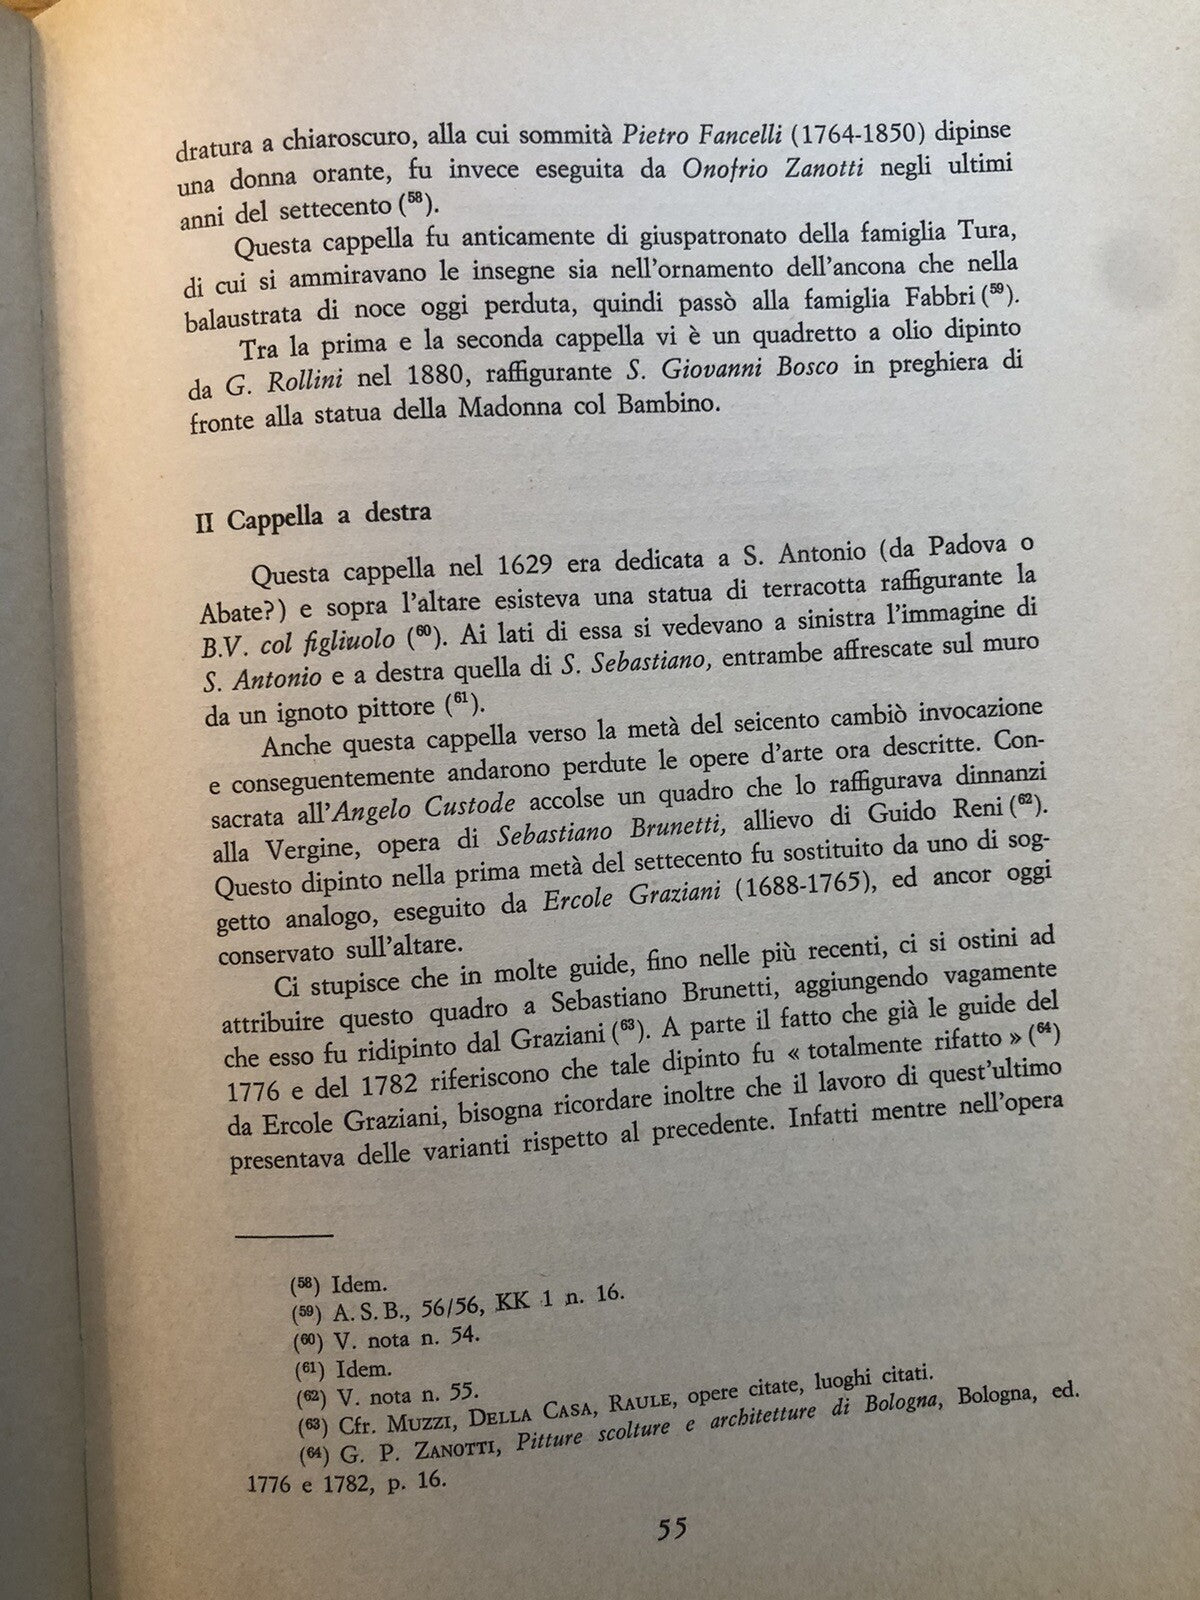 dratura a chiaroscuro, alla cui sommità Pietro Fancelli (1764-1850) dipinse
una donna orante, fu invece eseguita da Onofrio Zanotti negli ultimi
anni del settecento (58).
Questa cappella fu anticamente di giuspatronato della famiglia Tura,
di cui si ammiravano le insegne sia nell'ornamento dell'ancona che nella
balaustrata di noce oggi perduta, quindi passò alla famiglia Fabbri (59).
Tra la prima e la seconda cappella vi è un quadretto a olio dipinto
da G. Rollini nel 1880, raffigurante S. Giovanni Bosco in preghiera di
fronte alla statua della Madonna col Bambino.
II Cappella a destra
Questa cappella nel 1629 era dedicata a S. Antonio (da Padova o
Abate?) e sopra l'altare esisteva una statua di terracotta raffigurante la
B.V. col figliuolo (60). Ai lati di essa si vedevano a sinistra l'immagine di
S. Antonio e a destra quella di S. Sebastiano, entrambe affrescate sul muro
da un ignoto pittore (61).
Anche questa cappella verso la metà del seicento cambiò invocazione
e conseguentemente andarono perdute le opere d'arte ora descritte. Con-
sacrata all'Angelo Custode accolse un quadro che lo raffigurava dinnanzi
alla Vergine, opera di Sebastiano Brunetti, allievo di Guido Reni (62).
Questo dipinto nella prima metà del settecento fu sostituito da uno di sog-
getto analogo, eseguito da Ercole Graziani (1688-1765), ed ancor oggi
conservato sull'altare.
Ci stupisce che in molte guide, fino nelle più recenti, ci si ostini ad
attribuire questo quadro a Sebastiano Brunetti, aggiungendo vagamente
che esso fu ridipinto dal Graziani (63). A parte il fatto che già le guide del
1776 e del 1782 riferiscono che tale dipinto fu « totalmente rifatto » (64)
da Ercole Graziani, bisogna ricordare inoltre che il lavoro di quest'ultimo
presentava delle varianti rispetto al precedente. Infatti mentre nell'opera
(58) Idem.
(59) A. S. B., 56/56, KK 1 n. 16.
(60) V. nota n. 54.
(61) Idem.
(62) V. nota n. 55.
(63) Cfr. MUZZI, DELLA CASA, RAULE, opere citate, luoghi citati.
(64) G. P. ZANOTTI, Pitture scolture e architetture di Bologna, Bologna, ed.
1776 e 1782, p. 16.
55